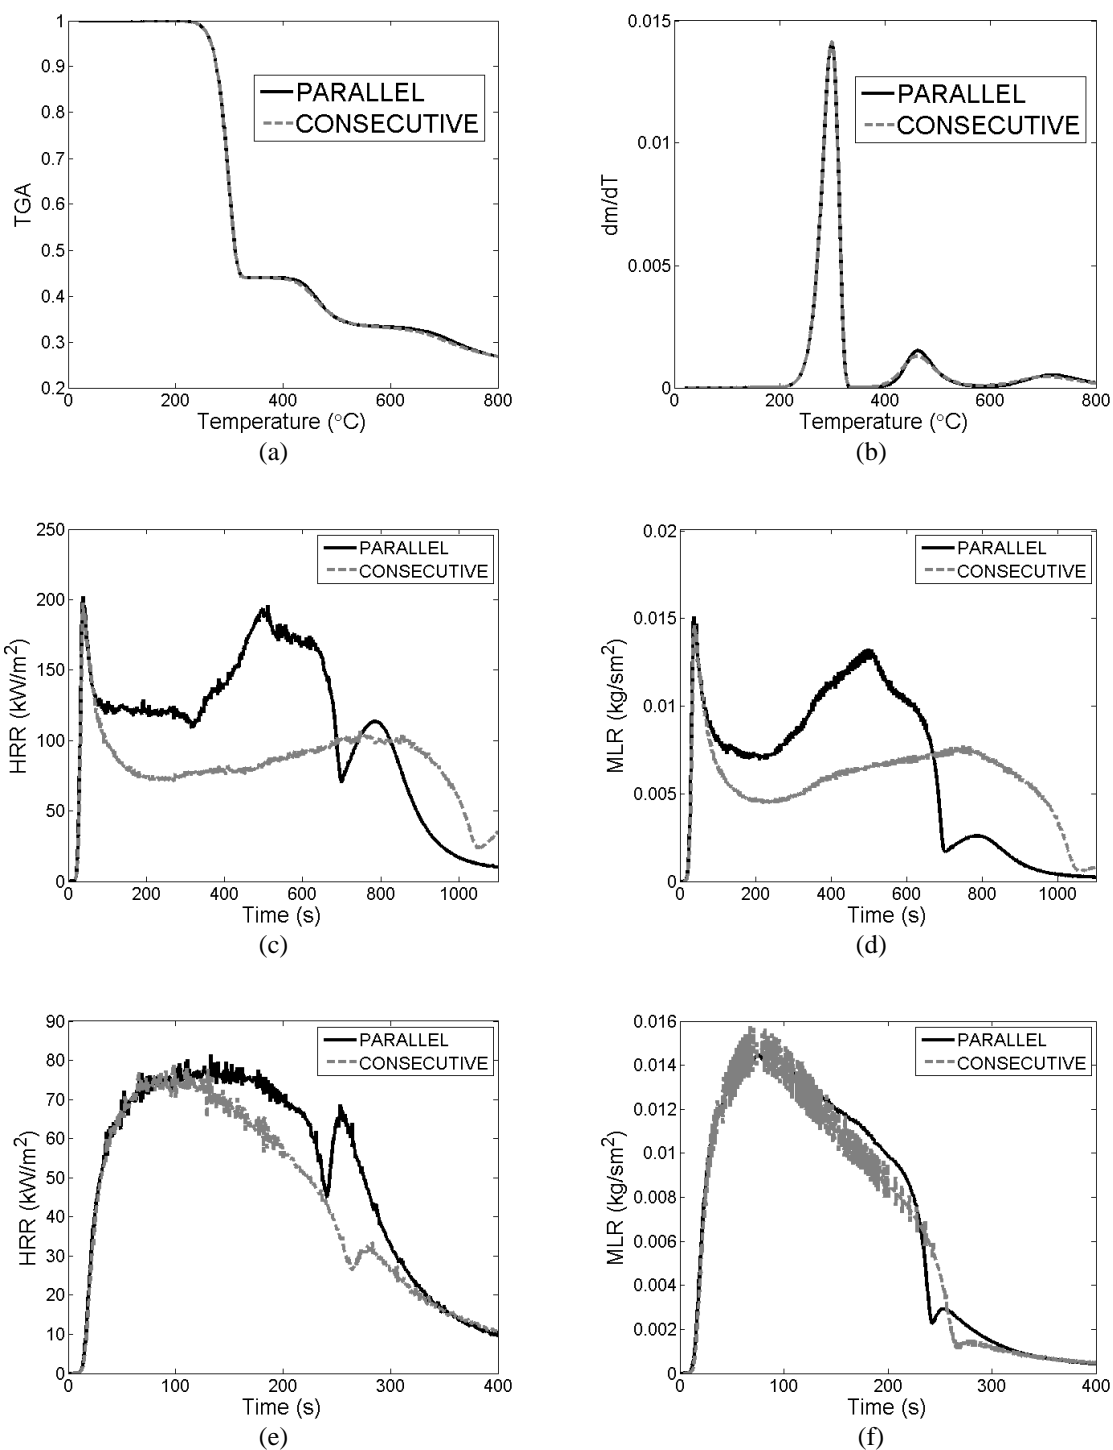 1
0.9
0.8
0.7
0.6
0.5
0.4
0.3
0.2
TGA
PARALLEL
CONSECUTIVE
0 200 400 600 800
Temperature (°C)
(a)
0.015
0.01
0.005
0
dm/dT
PARALLEL
CONSECUTIVE
200 400 600 800
Temperature (°C)
(b)
250
200
150
100
50
0
HRR (kW/m²)
PARALLEL
CONSECUTIVE
0 200 400 600 800 1000
Time (s)
(c)
0.02
0.015
0.01
0.005
0
MLR (kg/sm²)
PARALLEL
CONSECUTIVE
0 200 400 600 800 1000
Time (s)
(d)
90
80
70
60
50
40
30
20
10
0
HRR (kW/m²)
PARALLEL
CONSECUTIVE
0 100 200 300 400
Time (s)
(e)
0.016
0.014
0.012
0.01
0.008
0.006
0.004
0.002
0
MLR (kg/sm²)
PARALLEL
CONSECUTIVE
0 100 200 300 400
Time (s)
(f)